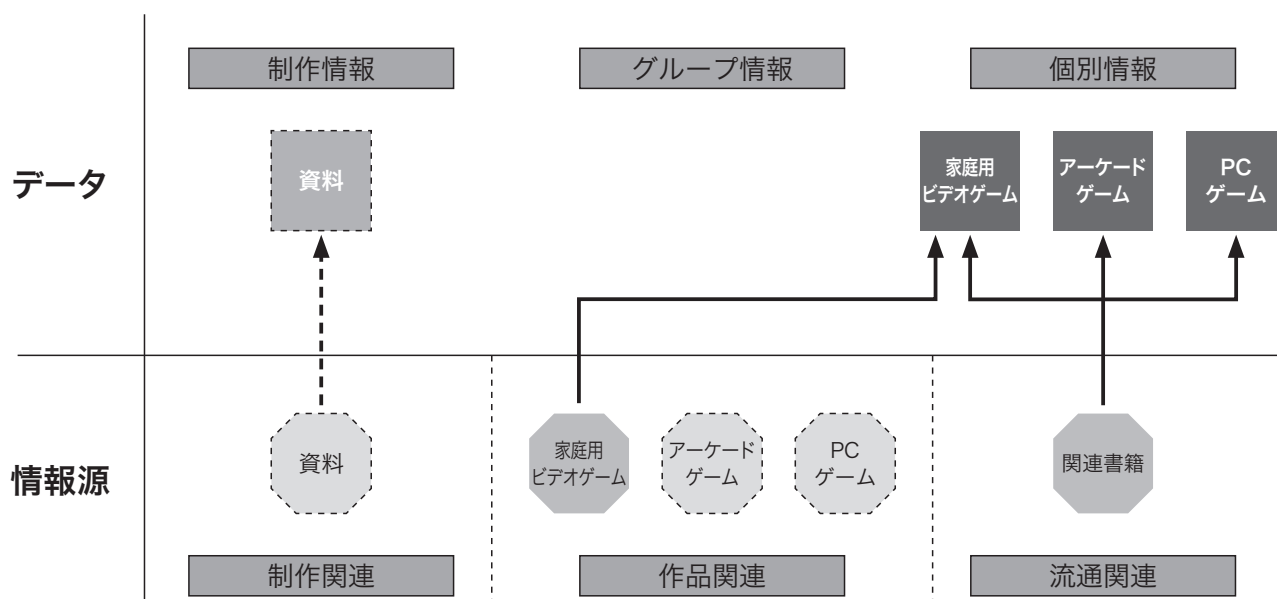 制作情報
グループ情報
個別情報
データ
資料
家庭用
ビデオゲーム
アーケード
ゲーム
PC
ゲーム
情報源
資料
家庭用
ビデオゲーム
アーケード
ゲーム
PC
ゲーム
関連書籍
制作関連
作品関連
流通関連